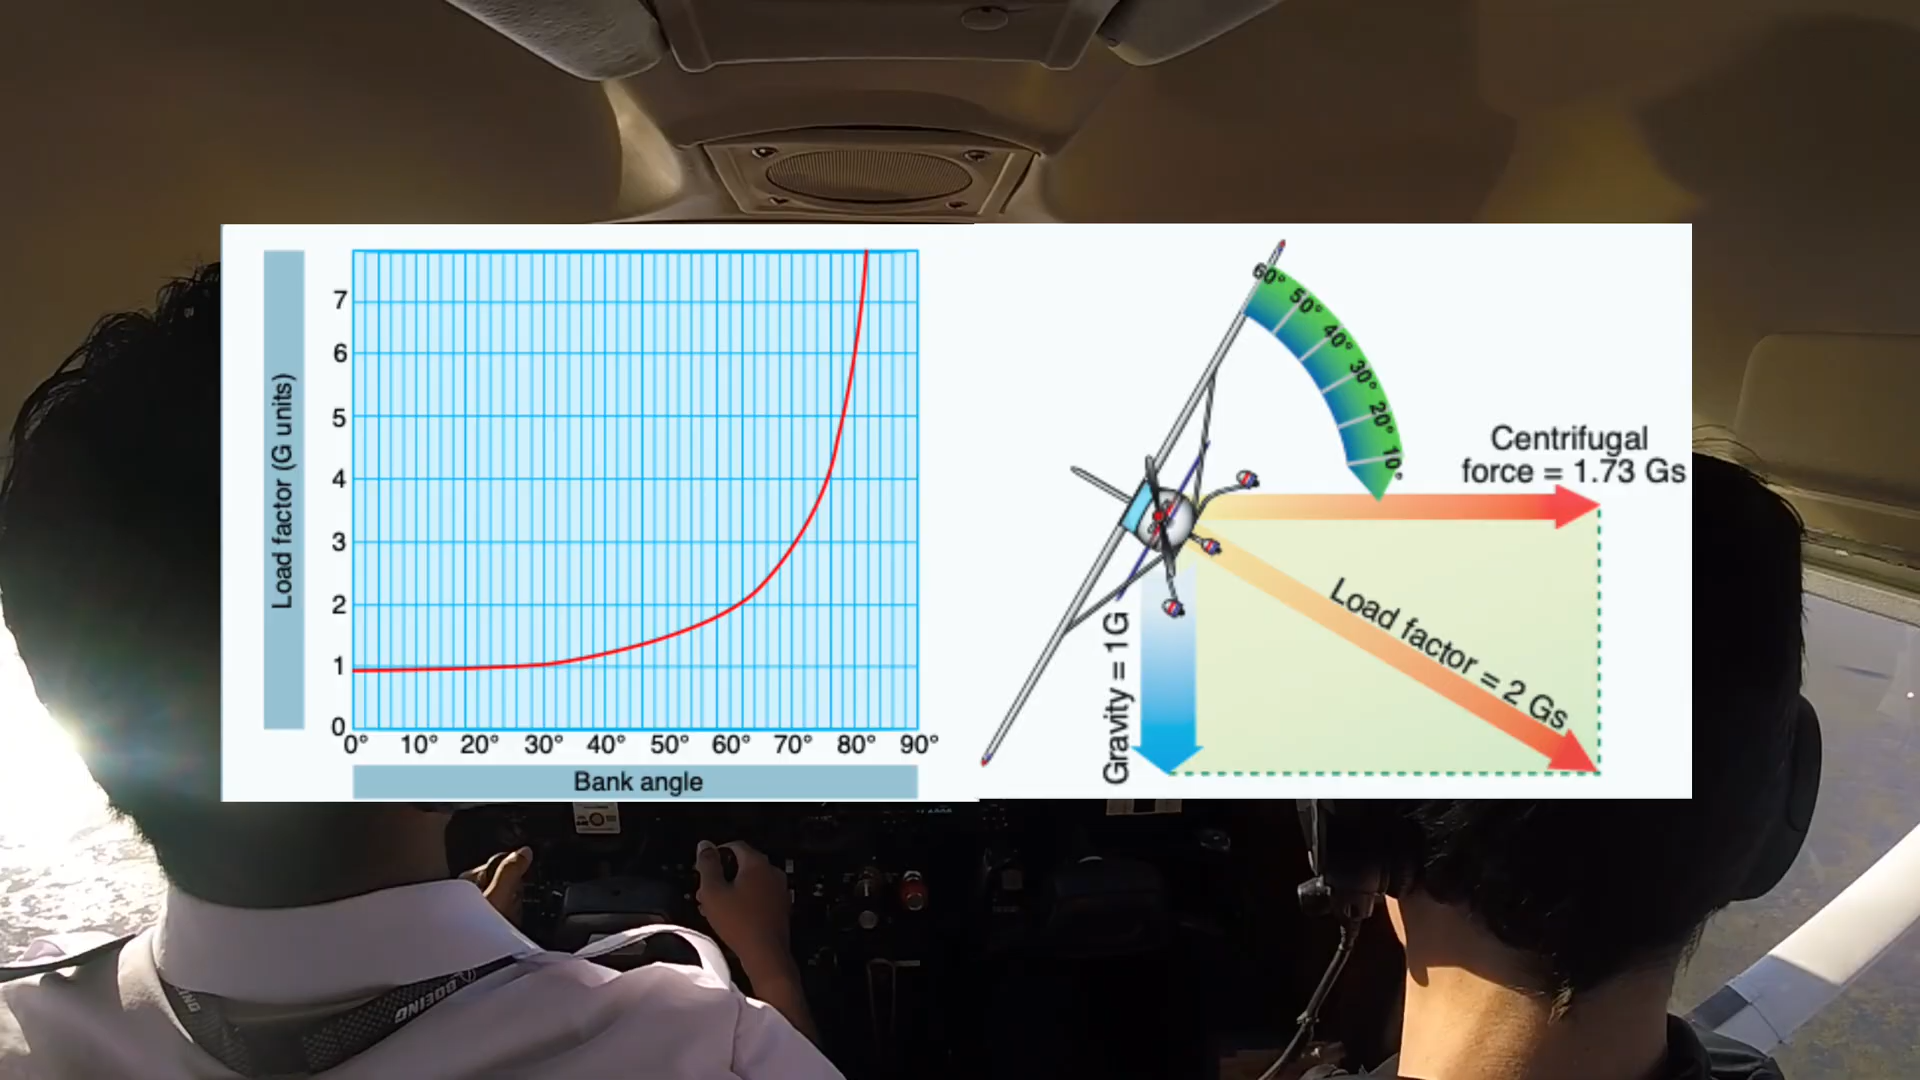 Load factor (G units)
7
6
5
4
3
2
1
0
0° 10° 20° 30° 40° 50° 60° 70° 80° 90°
Bank angle
60°
50°
40°
30°
20°
10°
Centrifugal
force = 1.73 Gs
Load factor = 2 Gs
Gravity = 1G
BOEING